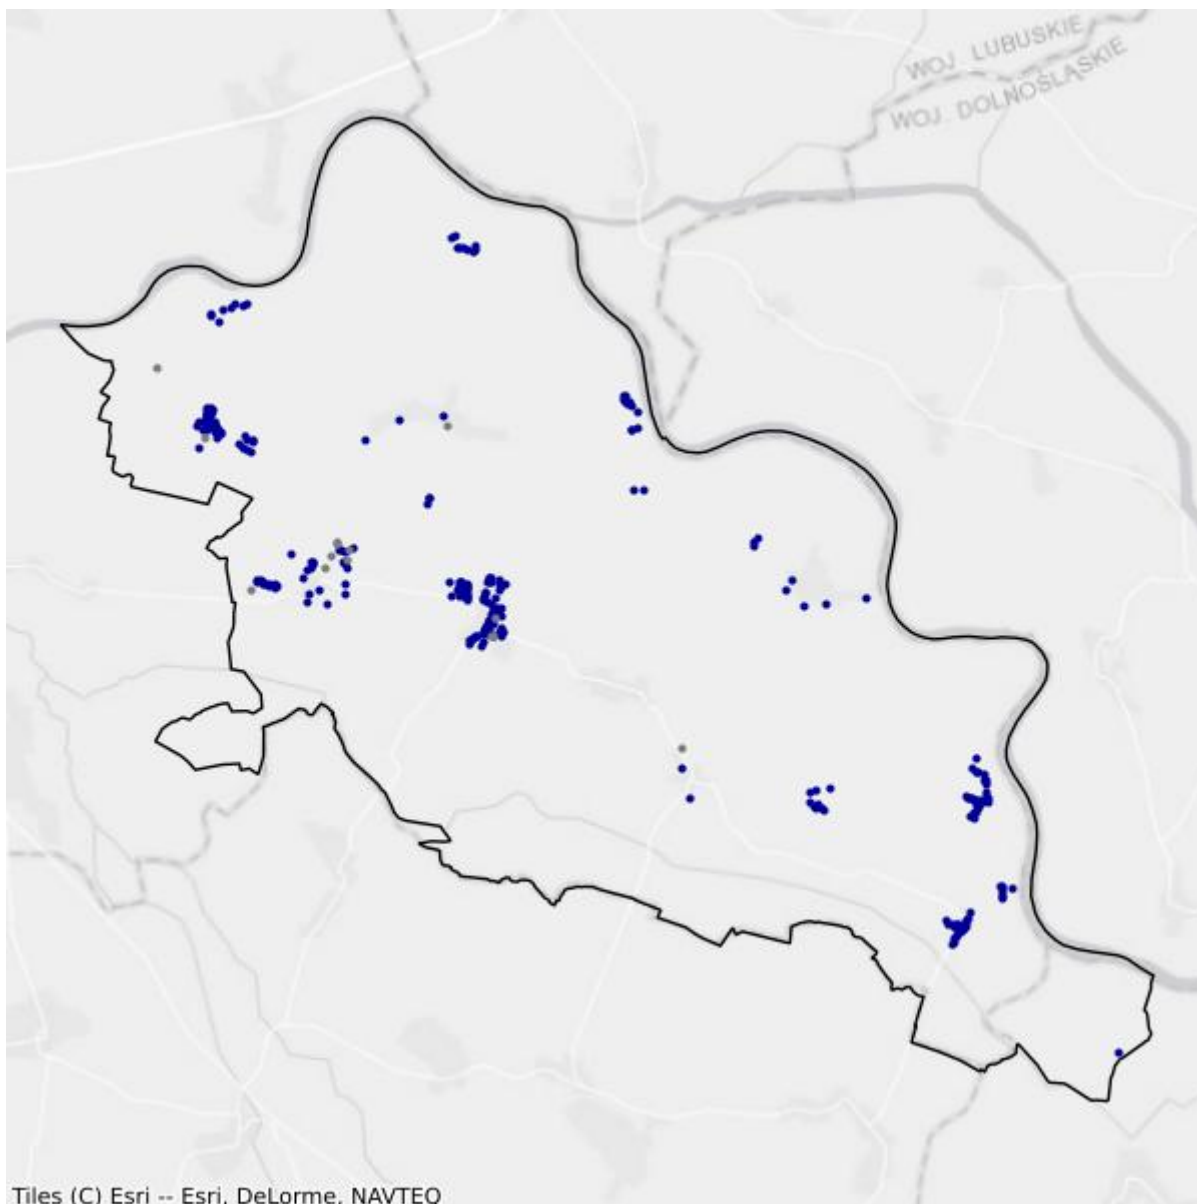 WOJ. LUBUSKIE
WOJ. DOLNOŚLĄSKIE
Tiles (C) Esri -- Esri, DeLorme, NAVTEQ